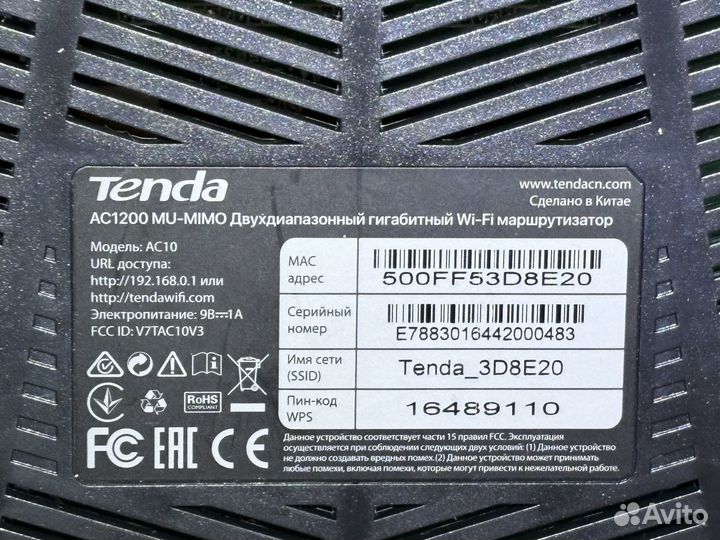 Tenda
www.tendacn.com
Сделано в Китае
AC1200 MU-MIMO Двухдиапазонный гигабитный Wi-Fi маршрутизатор
Модель: AC10
URL доступа:
http://192.168.0.1 или
http://tendawifi.com
Электропитание: 9В⎓1А
FCC ID: V7TAC10V3
MAC
адрес
500FF53D8E20
Серийный
номер
E7883016442000483
Имя сети
(SSID)
Tenda_3D8E20
Пин-код
WPS
16489110
RoHS
COMPLIANT
FC EAC CE
Данное устройство соответствует части 15 правил FCC. Эксплуатация
осуществляется при соблюдении следующих двух условий: (1) Данное устройство
не должно создавать вредных помех.(2) Данное устройство должно принимать
любые помехи, включая помехи, которые могут привести к нежелательной работе.
Avito